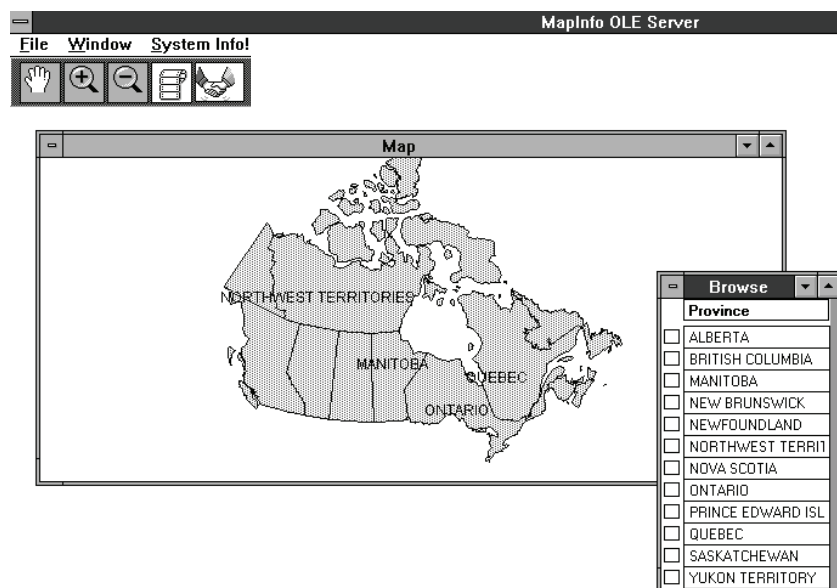 MapInfo OLE Server
File Window System Info!
Map
NORTHWEST TERRITORIES
MANITOBA
QUEBEC
ONTARIO
Browse
Province
ALBERTA
BRITISH COLUMBIA
MANITOBA
NEW BRUNSWICK
NEWFOUNDLAND
NORTHWEST TERRIT
NOVA SCOTIA
ONTARIO
PRINCE EDWARD ISL
QUEBEC
SASKATCHEWAN
YUKON TERRITORY